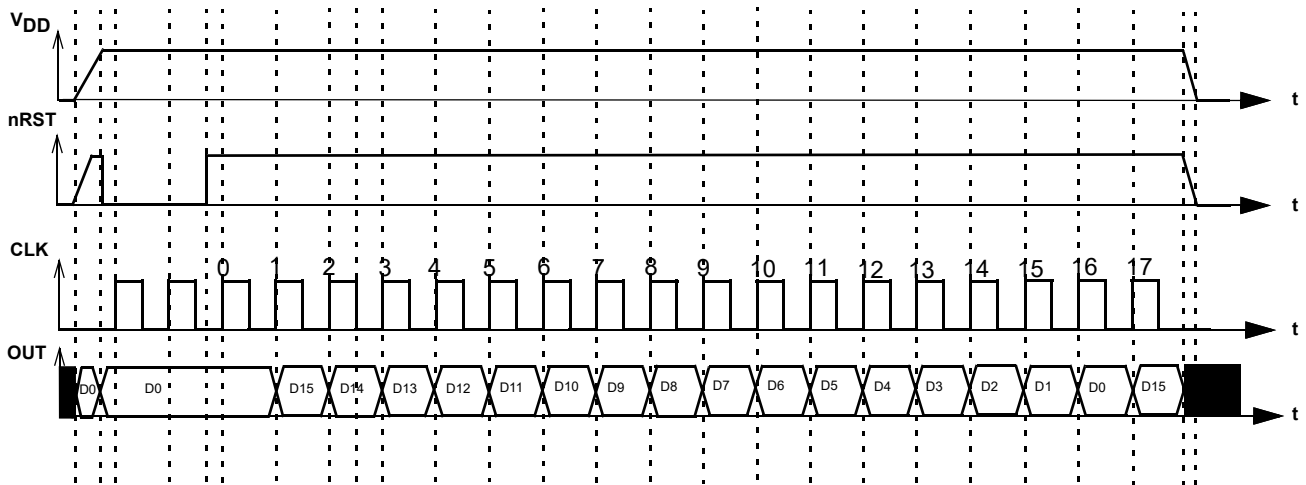 VDD
t
nRST
t
CLK
0 1 2 3 4 5 6 7 8 9 10 11 12 13 14 15 16 17
t
OUT
D0 D0 D15 D14 D13 D12 D11 D10 D9 D8 D7 D6 D5 D4 D3 D2 D1 D0 D15
t